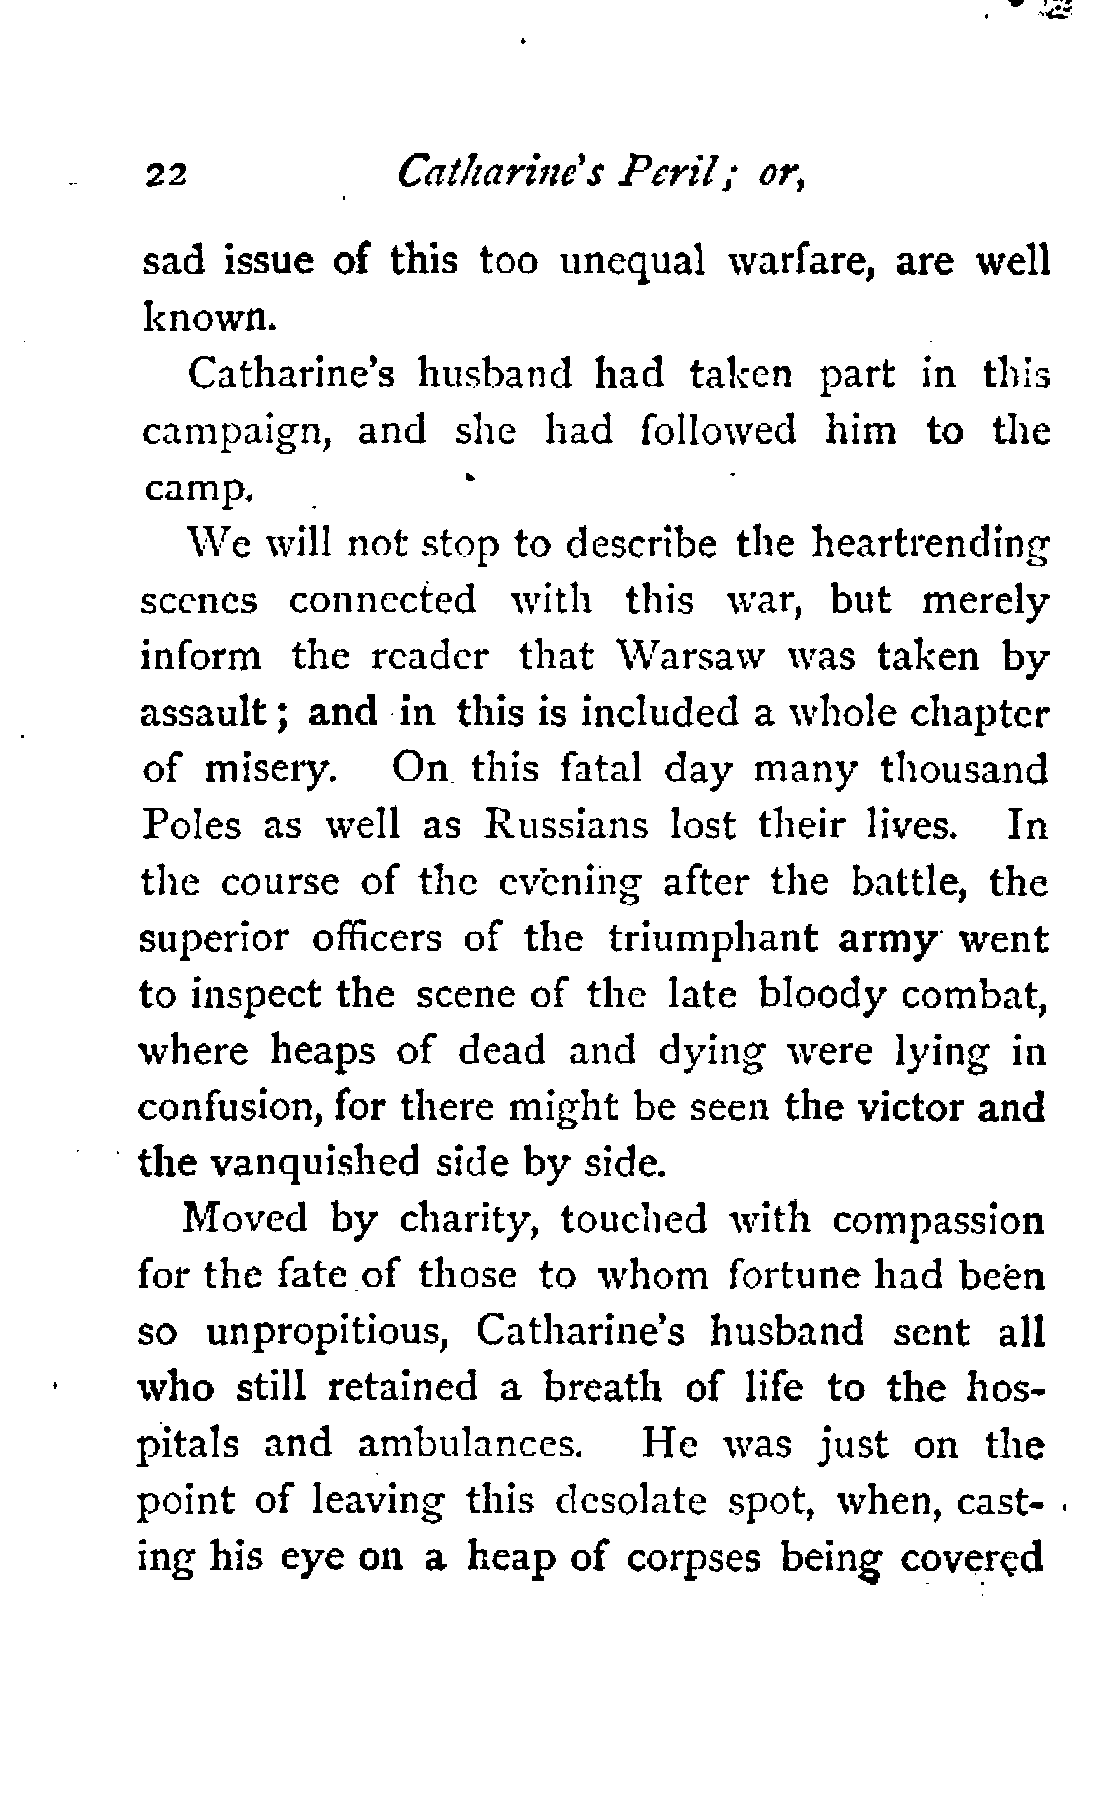 22 Catharine's Peril; or,
sad issue of this too unequal warfare, are well
known.
Catharine's husband had taken part in this
campaign, and she had followed him to the
camp.
We will not stop to describe the heartrending
scenes connected with this war, but merely
inform the reader that Warsaw was taken by
assault; and in this is included a whole chapter
of misery. On this fatal day many thousand
Poles as well as Russians lost their lives. In
the course of the evening after the battle, the
superior officers of the triumphant army went
to inspect the scene of the late bloody combat,
where heaps of dead and dying were lying in
confusion, for there might be seen the victor and
the vanquished side by side.
Moved by charity, touched with compassion
for the fate of those to whom fortune had been
so unpropitious, Catharine's husband sent all
who still retained a breath of life to the hos-
pitals and ambulances. He was just on the
point of leaving this desolate spot, when, cast-
ing his eye on a heap of corpses being covered